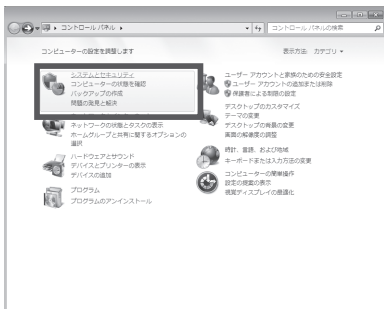 コントロール パネル
コントロール パネルの検索
コンピューターの設定を調整します
表示方法: カテゴリ
システムとセキュリティ
コンピューターの状態を確認
バックアップの作成
問題の発見と解決
ネットワークの状態とタスクの表示
ホームグループと共有に関するオプションの
選択
ハードウェアとサウンド
デバイスとプリンターの表示
デバイスの追加
プログラム
プログラムのアンインストール
ユーザー アカウントと家族のための安全設定
ユーザー アカウントの追加または削除
保護者による制限の設定
デスクトップのカスタマイズ
テーマの変更
デスクトップの背景の変更
画面の解像度の調整
時計、言語、および地域
キーボードまたは入力方法の変更
コンピューターの簡単操作
設定の提案の表示
視覚ディスプレイの最適化